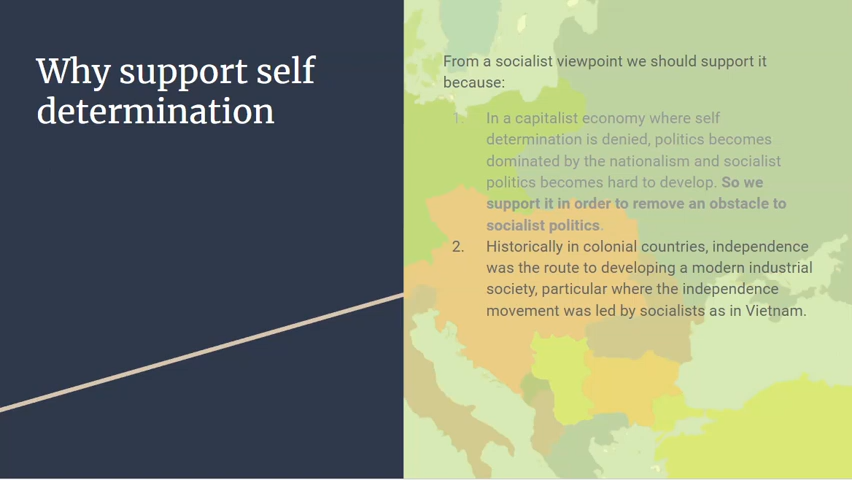 Why support self
determination
From a socialist viewpoint we should support it
because:
1. In a capitalist economy where self
determination is denied, politics becomes
dominated by the nationalism and socialist
politics becomes hard to develop. So we
support it in order to remove an obstacle to
socialist politics.
2. Historically in colonial countries, independence
was the route to developing a modern industrial
society, particular where the independence
movement was led by socialists as in Vietnam.